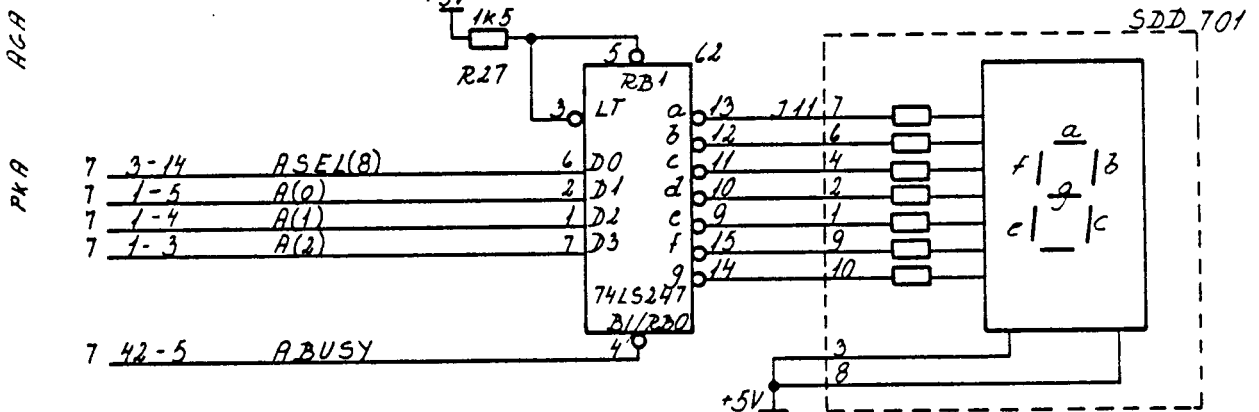 AGA
PKA
+5V
1K5
R27
SDD 701
5
62
RB1
3
LT
a 13 J11 7
b 12 6
c 11 4
d 10 2
e 9 1
f 15 9
g 14 10
7 3-14 ASEL(8) 6 D0
7 1-5 A(0) 2 D1
7 1-4 A(1) 1 D2
7 1-3 A(2) 7 D3
74LS247
BI/RBO
7 42-5 ABUSY 4
a
f b
g
e c
3
8
+5V